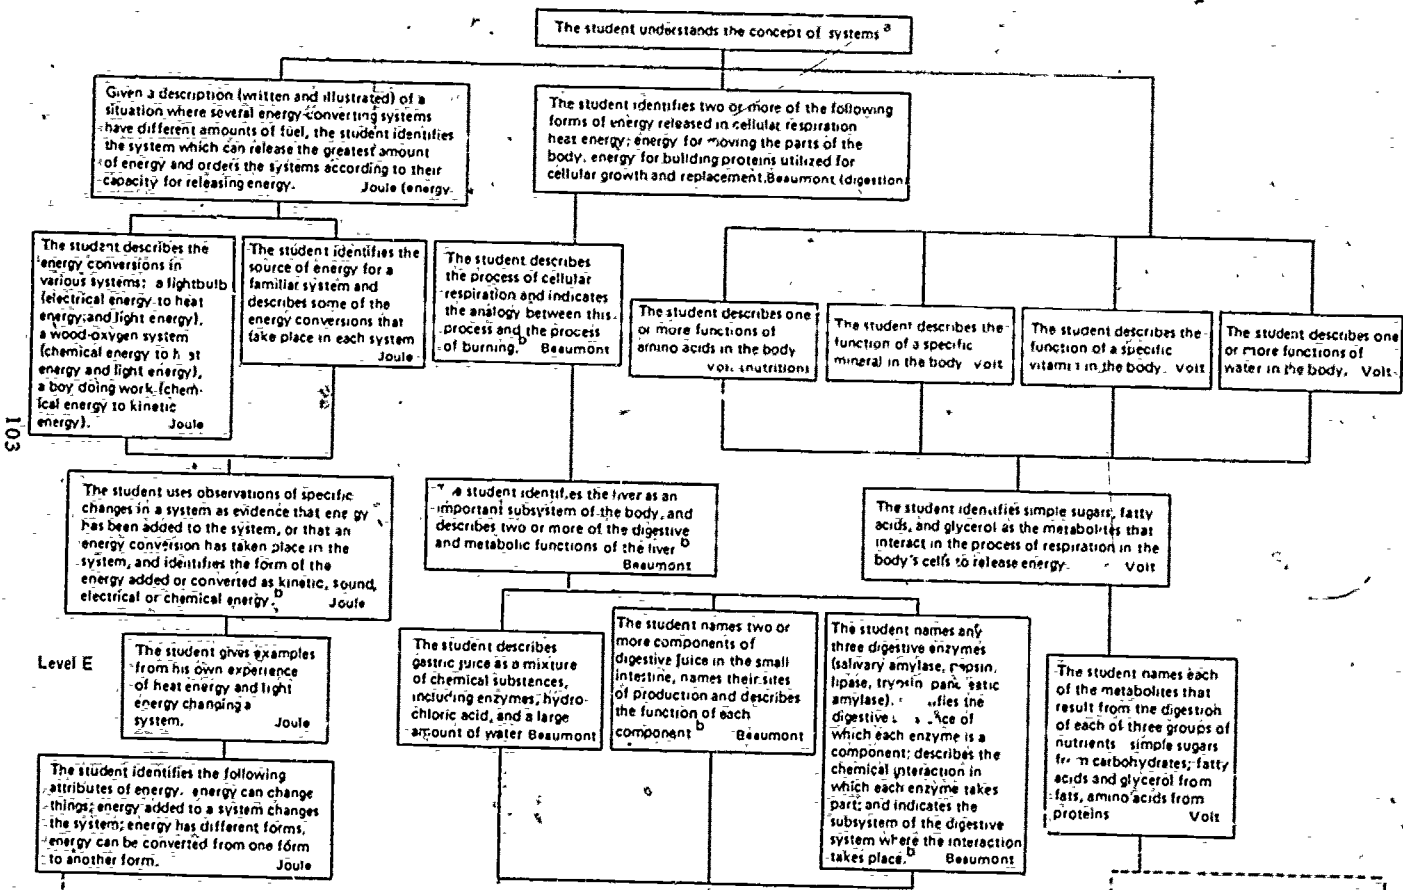 The student understands the concept of systems a
Given a description (written and illustrated) of a
situation where several energy-converting systems
have different amounts of fuel, the student identifies
the system which can release the greatest amount
of energy and orders the systems according to their
capacity for releasing energy. Joule (energy
The student identifies two or more of the following
forms of energy released in cellular respiration
heat energy; energy for moving the parts of the
body, energy for building proteins utilized for
cellular growth and replacement. Beaumont (digestion)
The student describes the
energy conversions in
various systems: a lightbulb
(electrical energy to heat
energy and light energy),
a wood-oxygen system
(chemical energy to heat
energy and light energy),
a boy doing work (chem-
ical energy to kinetic
energy). Joule
The student identifies the
source of energy for a
familiar system and
describes some of the
energy conversions that
take place in each system
Joule
The student describes
the process of cellular
respiration and indicates
the analogy between this
process and the process
of burning. b Beaumont
The student describes one
or more functions of
amino acids in the body
Volt (nutrition)
The student describes the
function of a specific
mineral in the body Volt
The student describes the
function of a specific
vitamin in the body. Volt
The student describes one
or more functions of
water in the body. Volt
103
The student uses observations of specific
changes in a system as evidence that energy
has been added to the system, or that an
energy conversion has taken place in the
system, and identifies the form of the
energy added or converted as kinetic, sound,
electrical or chemical energy. b Joule
student identifies the liver as an
important subsystem of the body, and
describes two or more of the digestive
and metabolic functions of the liver b
Beaumont
The student identifies simple sugars, fatty
acids, and glycerol as the metabolites that
interact in the process of respiration in the
body's cells to release energy. Volt
Level E
The student gives examples
from his own experience
of heat energy and light
energy changing a
system. Joule
The student describes
gastric juice as a mixture
of chemical substences,
including enzymes, hydro-
chloric acid, and a large
amount of water Beaumont
The student names two or
more components of
digestive juice in the small
intestine, names their sites
of production and describes
the function of each
component b Beaumont
The student names any
three digestive enzymes
(salivary amylase, pepsin,
lipase, trypsin, pancreatic
amylase). the
digestive of
which each enzyme is a
component; describes the
chemical interaction in
which each enzyme takes
part; and indicates the
subsystem of the digestive
system where the interaction
takes place. b Beaumont
The student names each
of the metabolites that
result from the digestion
of each of three groups of
nutrients simple sugars
from carbohydrates; fatty
acids and glycerol from
fats, amino acids from
proteins Volt
The student identifies the following
attributes of energy. energy can change
things; energy added to a system changes
the system; energy has different forms,
energy can be converted from one form
to another form. Joule